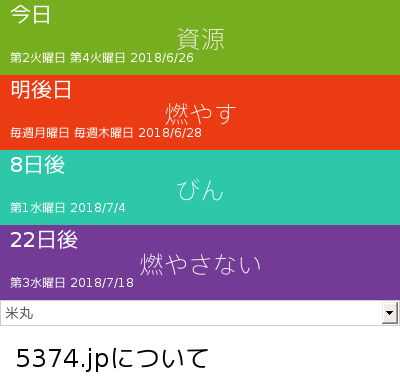 今日
資源
第2火曜日 第4火曜日 2018/6/26
明後日
燃やす
毎週月曜日 毎週木曜日 2018/6/28
8日後
びん
第1水曜日 2018/7/4
22日後
燃やさない
第3水曜日 2018/7/18
米丸
5374.jpについて